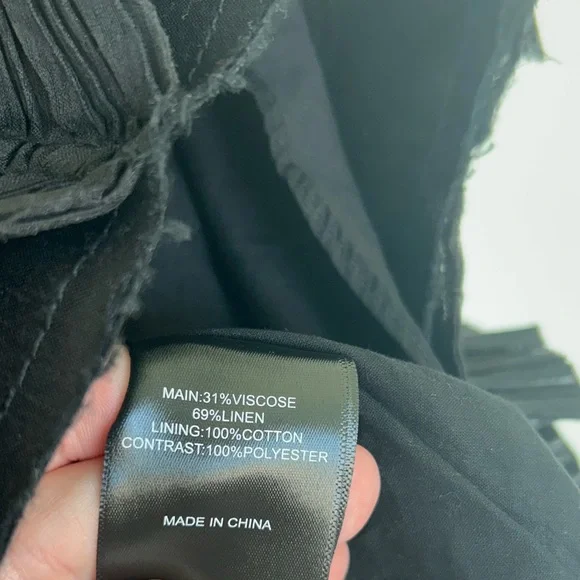 MAIN:31%VISCOSE
69%LINEN
LINING:100%COTTON
CONTRAST:100%POLYESTER
MADE IN CHINA